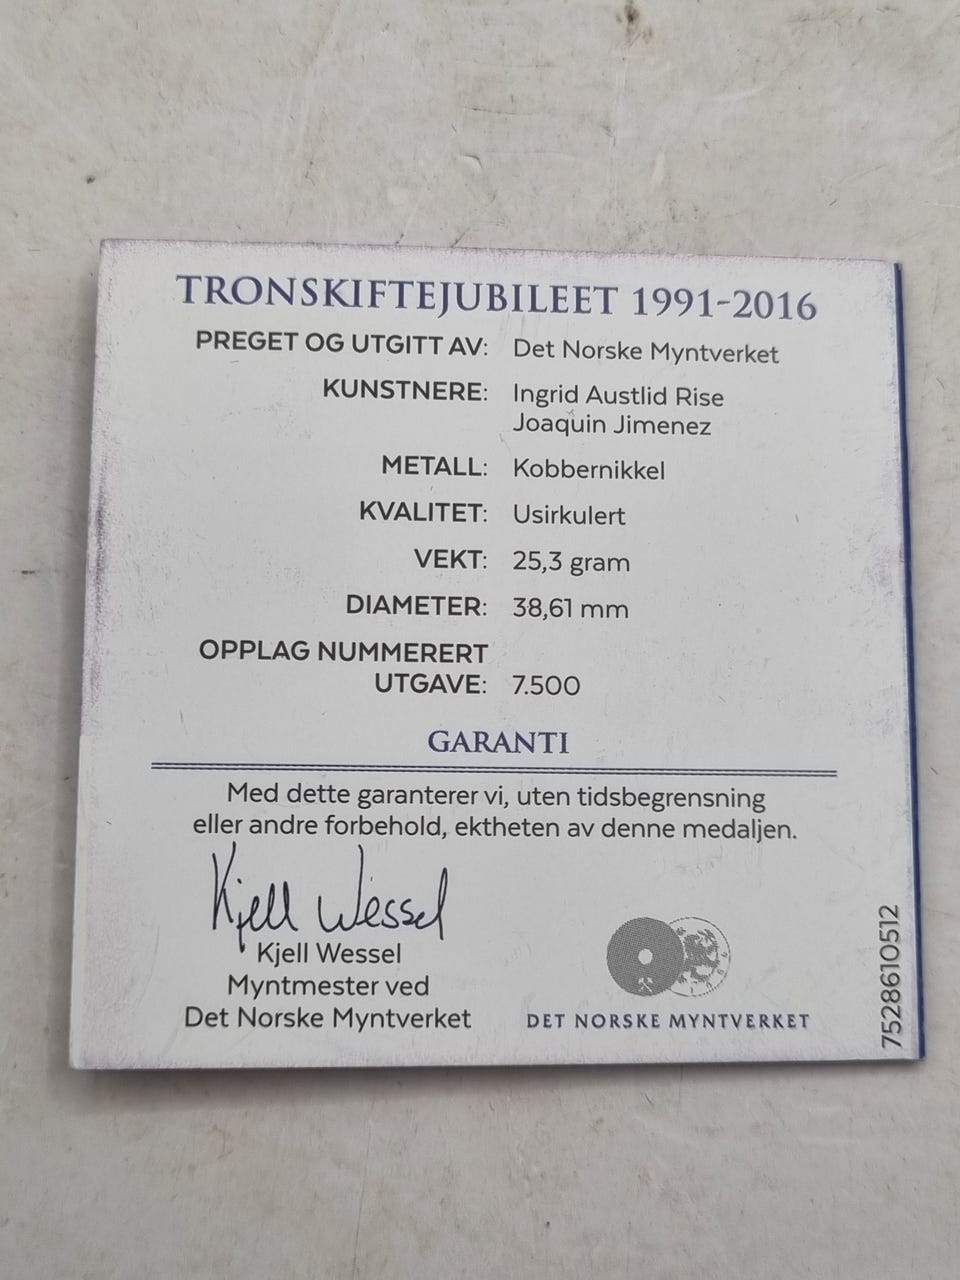 TRONSKIFTEJUBILEET 1991-2016
PREGET OG UTGITT AV: Det Norske Myntverket
KUNSTNERE: Ingrid Austlid Rise
Joaquin Jimenez
METALL: Kobbernikkel
KVALITET: Usirkulert
VEKT: 25,3 gram
DIAMETER: 38,61 mm
OPPLAG NUMMERERT
UTGAVE: 7.500
GARANTI
Med dette garanterer vi, uten tidsbegrensning
eller andre forbehold, ektheten av denne medaljen.
Kjell Wessel
Kjell Wessel
Myntmester ved
Det Norske Myntverket
DET NORSKE MYNTVERKET
7528610512